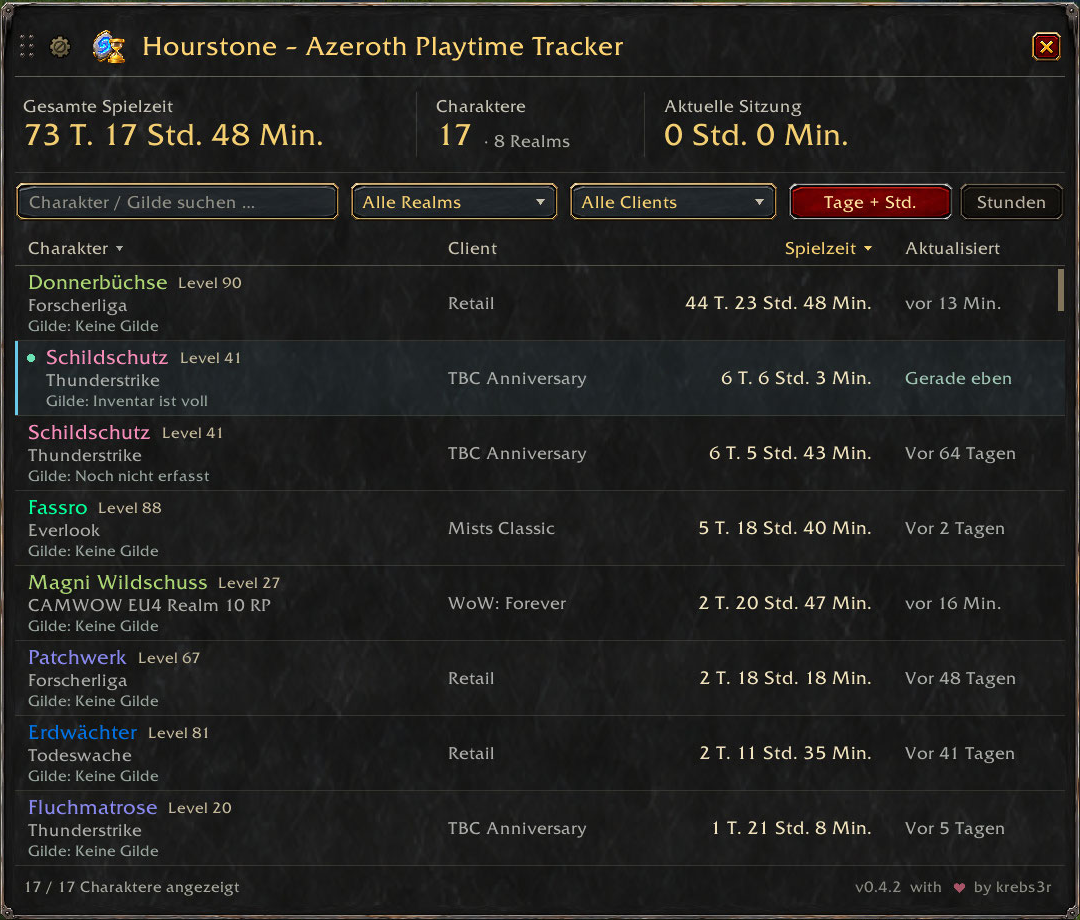 Hourstone - Azeroth Playtime Tracker
Gesamte Spielzeit
73 T. 17 Std. 48 Min.
Charaktere
17 · 8 Realms
Aktuelle Sitzung
0 Std. 0 Min.
Charakter / Gilde suchen ...
Alle Realms
Alle Clients
Tage + Std.
Stunden
Charakter Client Spielzeit Aktualisiert
Donnerbüchse Level 90
Forscherliga
Gilde: Keine Gilde
Retail
44 T. 23 Std. 48 Min.
vor 13 Min.
Schildschutz Level 41
Thunderstrike
Gilde: Inventar ist voll
TBC Anniversary
6 T. 6 Std. 3 Min.
Gerade eben
Schildschutz Level 41
Thunderstrike
Gilde: Noch nicht erfasst
TBC Anniversary
6 T. 5 Std. 43 Min.
Vor 64 Tagen
Fassro Level 88
Everlook
Gilde: Keine Gilde
Mists Classic
5 T. 18 Std. 40 Min.
Vor 2 Tagen
Magni Wildschuss Level 27
CAMWOW EU4 Realm 10 RP
Gilde: Keine Gilde
WoW: Forever
2 T. 20 Std. 47 Min.
vor 16 Min.
Patchwerk Level 67
Forscherliga
Gilde: Keine Gilde
Retail
2 T. 18 Std. 18 Min.
Vor 48 Tagen
Erdwächter Level 81
Todeswache
Gilde: Keine Gilde
Retail
2 T. 11 Std. 35 Min.
Vor 41 Tagen
Fluchmatrose Level 20
Thunderstrike
Gilde: Keine Gilde
TBC Anniversary
1 T. 21 Std. 8 Min.
Vor 5 Tagen
17 / 17 Charaktere angezeigt
v0.4.2 with ❤ by krebs3r